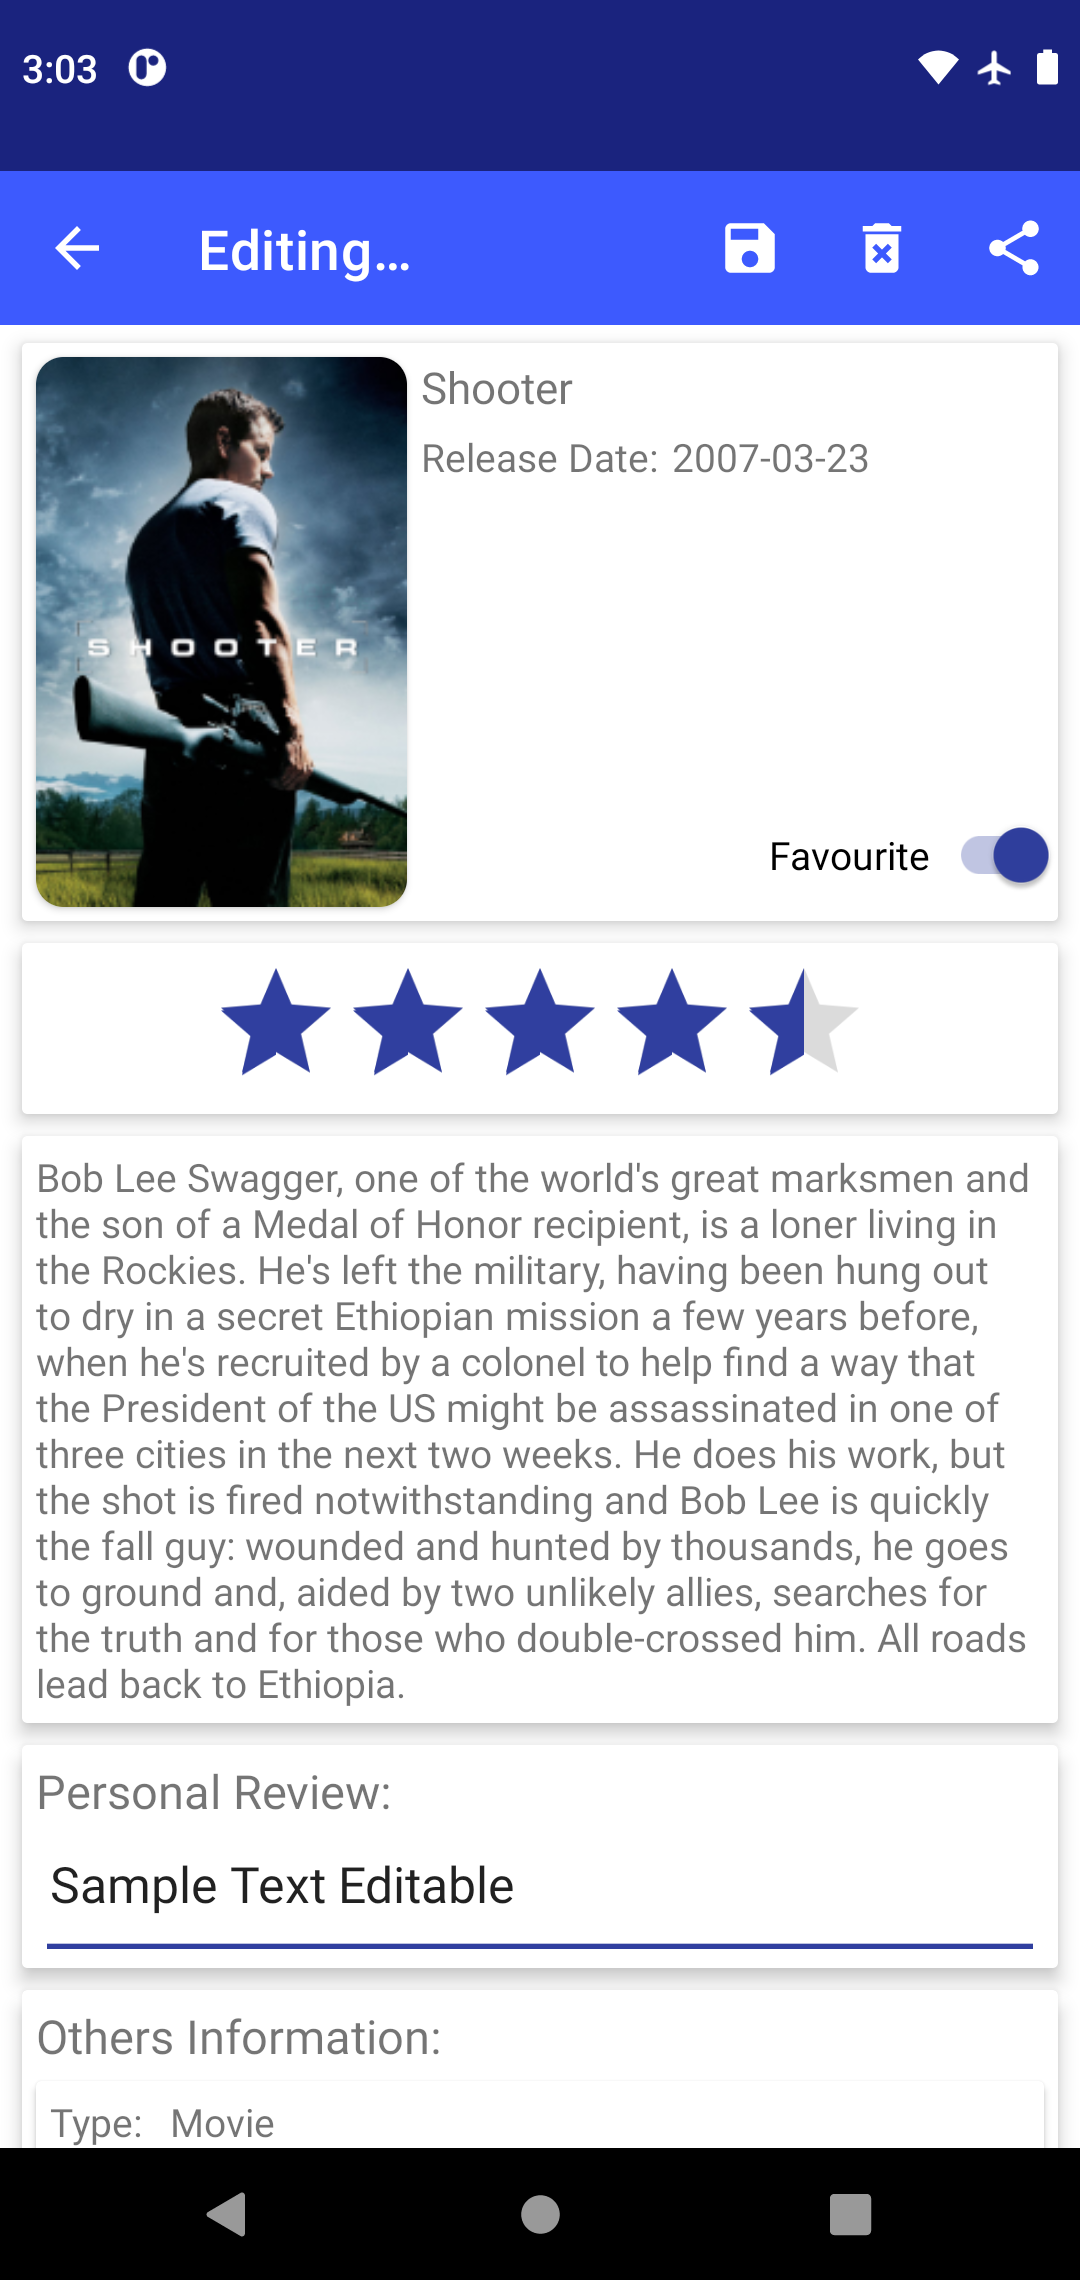 3:03
Editing...
Shooter
Release Date: 2007-03-23
SHOOTER
Favourite
Bob Lee Swagger, one of the world's great marksmen and
the son of a Medal of Honor recipient, is a loner living in
the Rockies. He's left the military, having been hung out
to dry in a secret Ethiopian mission a few years before,
when he's recruited by a colonel to help find a way that
the President of the US might be assassinated in one of
three cities in the next two weeks. He does his work, but
the shot is fired notwithstanding and Bob Lee is quickly
the fall guy: wounded and hunted by thousands, he goes
to ground and, aided by two unlikely allies, searches for
the truth and for those who double-crossed him. All roads
lead back to Ethiopia.
Personal Review:
Sample Text Editable
Others Information:
Type: Movie